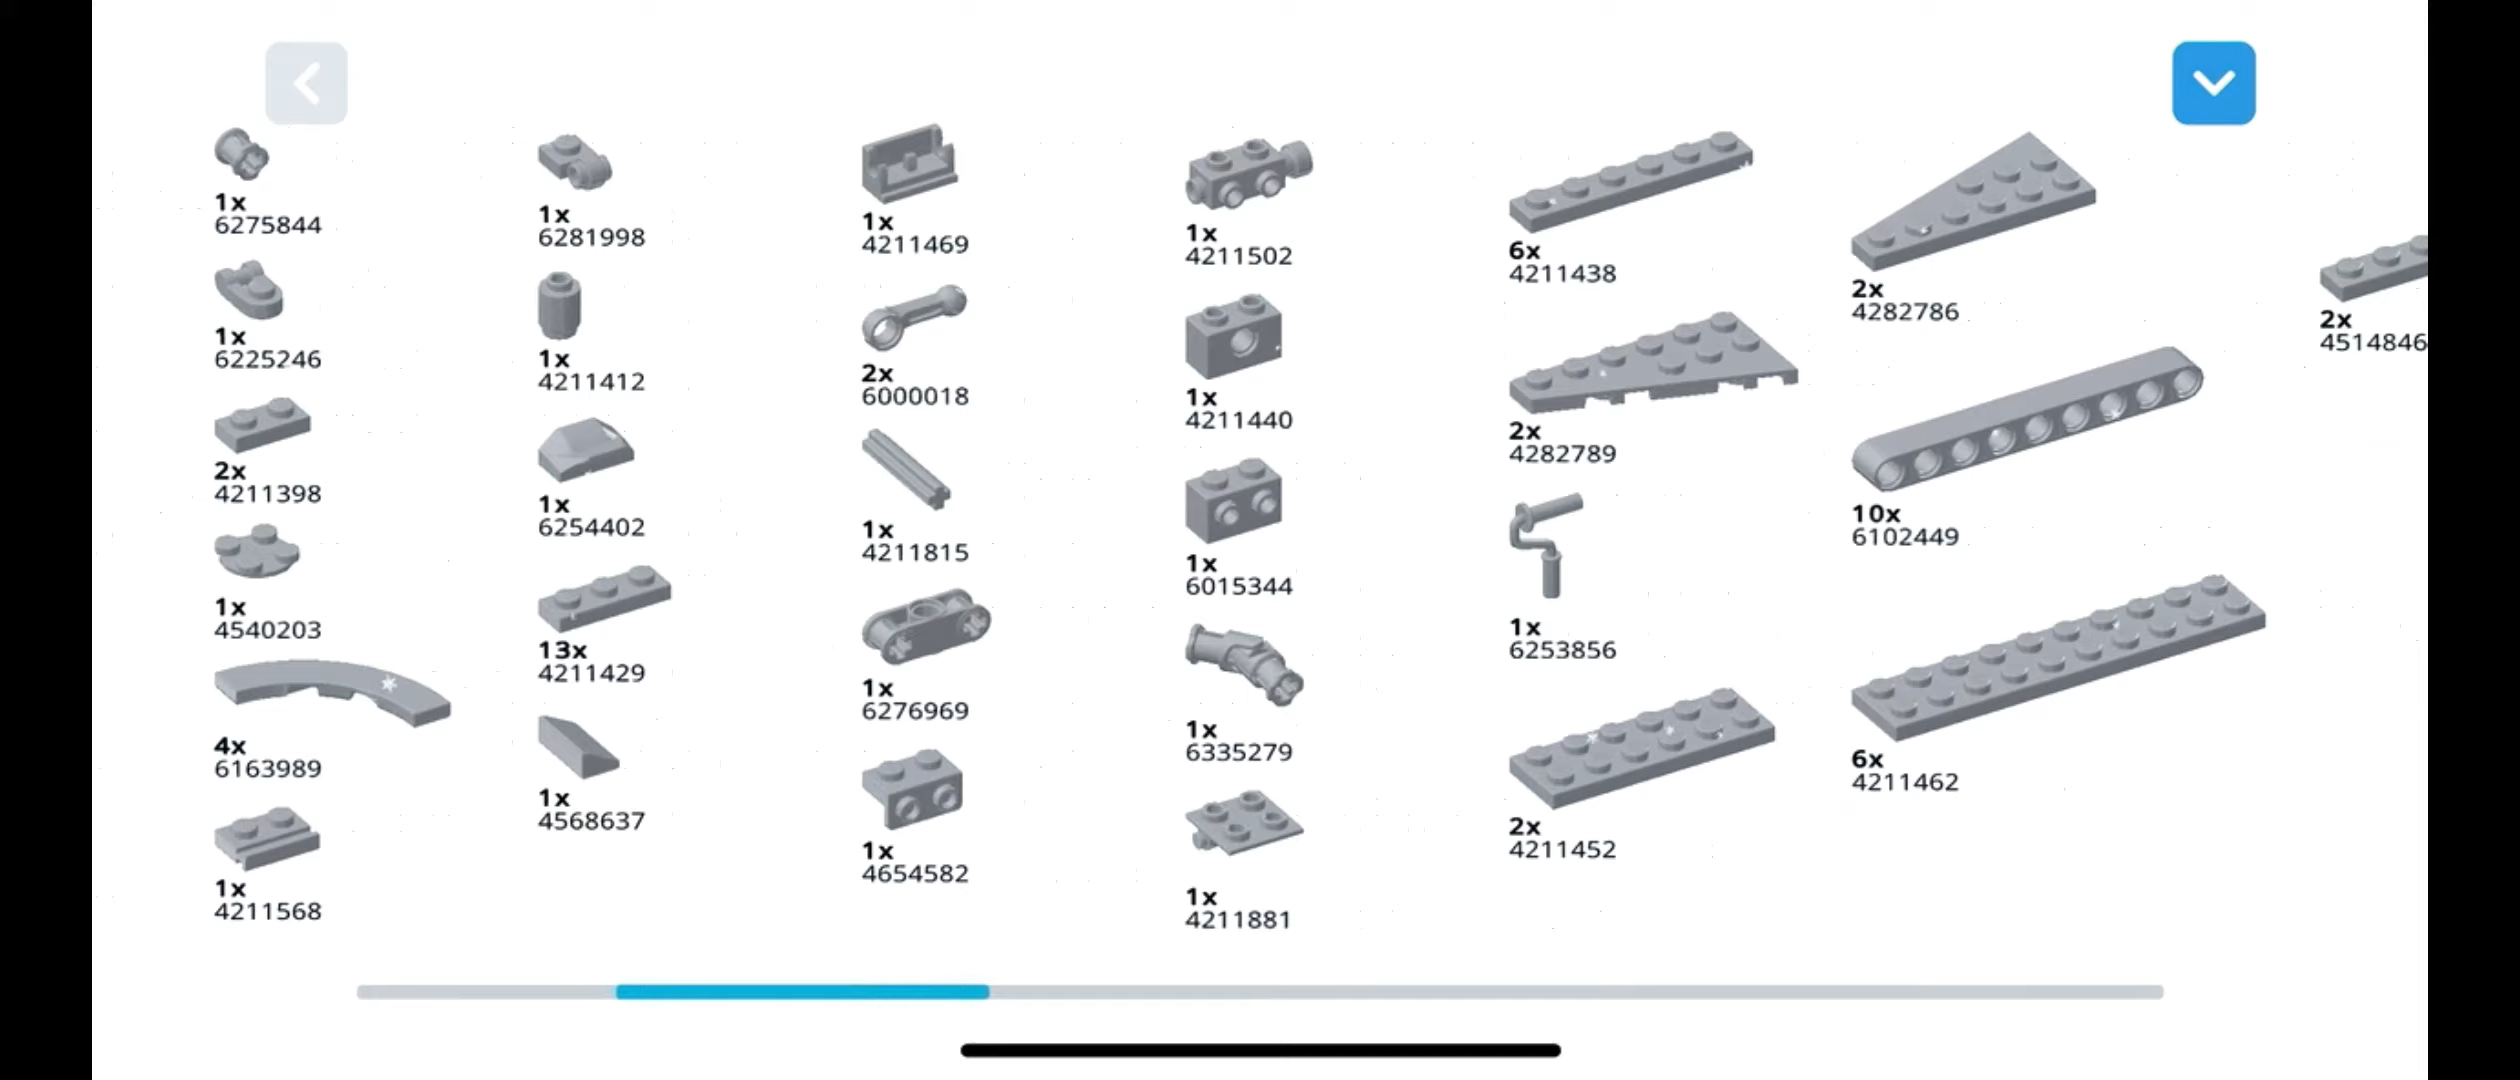 1x
6275844
1x
6225246
2x
4211398
1x
4540203
4x
6163989
1x
4211568
1x
6281998
1x
4211412
1x
6254402
13x
4211429
1x
4568637
1x
4211469
2x
6000018
1x
4211815
1x
6276969
1x
4654582
1x
4211502
1x
4211440
1x
6015344
1x
6335279
1x
4211881
6x
4211438
2x
4282789
1x
6253856
2x
4211452
2x
4282786
10x
6102449
6x
4211462
2x
4514846